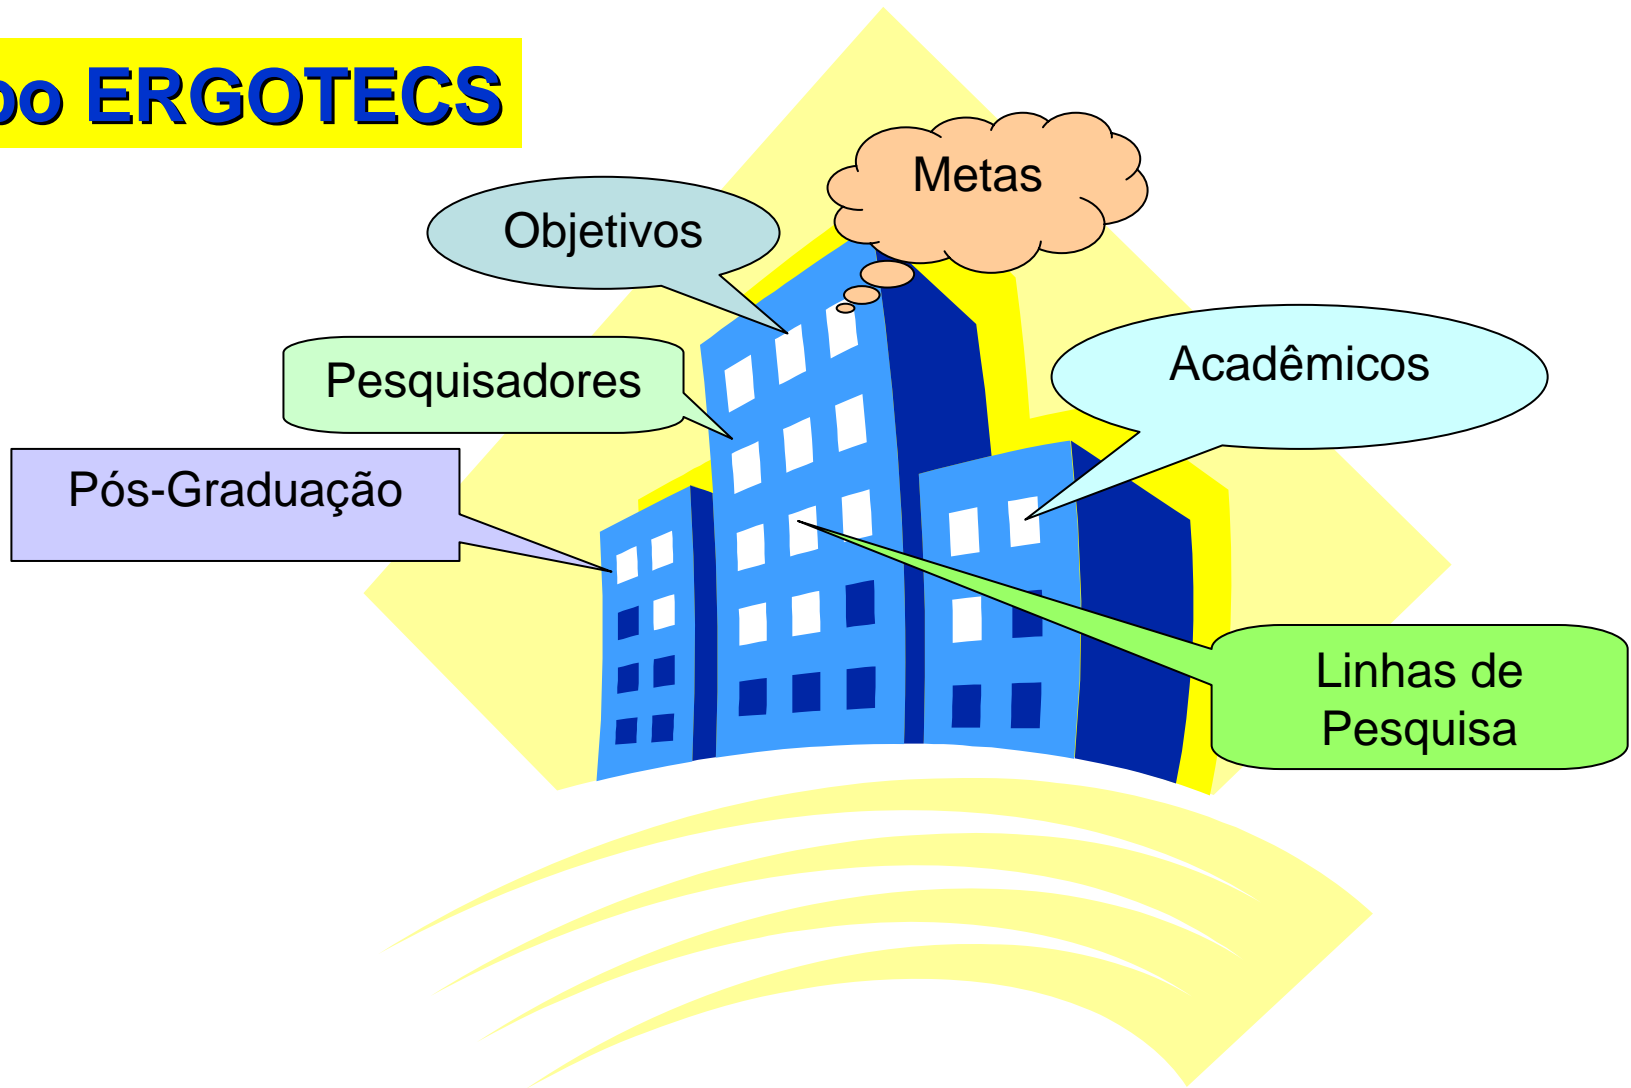 ERGOTECS
Metas
Objetivos
Acadêmicos
Pesquisadores
Pós-Graduação
Linhas de
Pesquisa